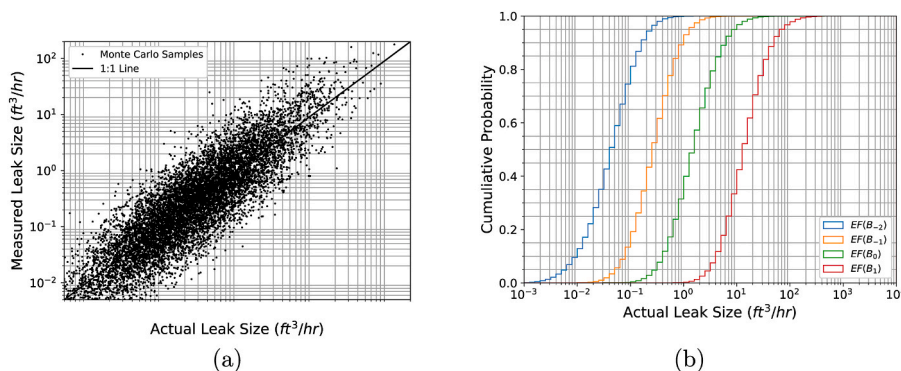 Monte Carlo Samples
1:1 Line
10²
10¹
10⁰
10⁻¹
10⁻²
Measured Leak Size (ft³/hr)
Actual Leak Size (ft³/hr)
(a)
1.0
0.8
0.6
0.4
0.2
0.0
Cumuliative Probability
EF(B₋₂)
EF(B₋₁)
EF(B₀)
EF(B₁)
10⁻³ 10⁻² 10⁻¹ 10⁰ 10¹ 10² 10³ 10
Actual Leak Size (ft³/hr)
(b)